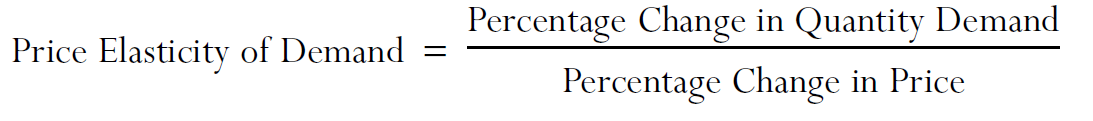 Percentage Change in Quantity Demand
Price Elasticity of Demand =
Percentage Change in Price